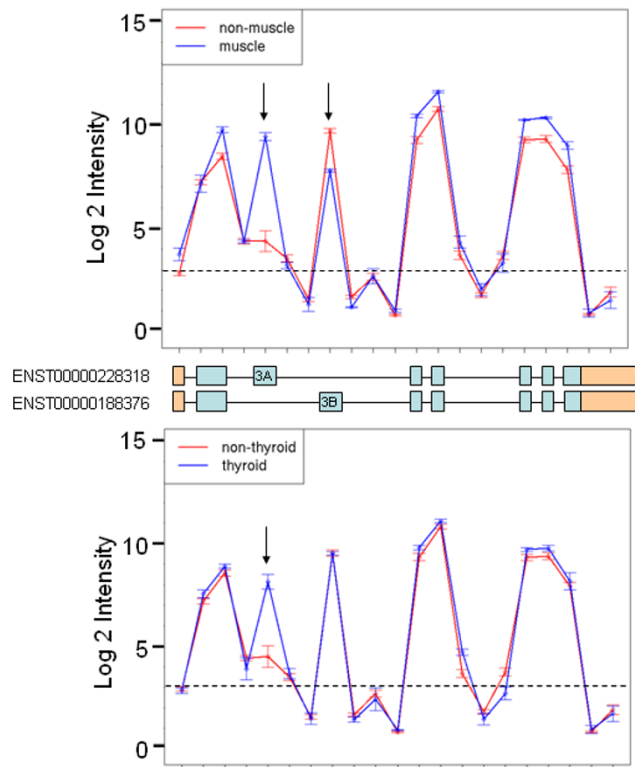 15
non-muscle
muscle
10
Log 2 Intensity
5
0
ENST00000228318
3A
ENST00000188376
3B
15
non-thyroid
thyroid
10
Log 2 Intensity
5
0